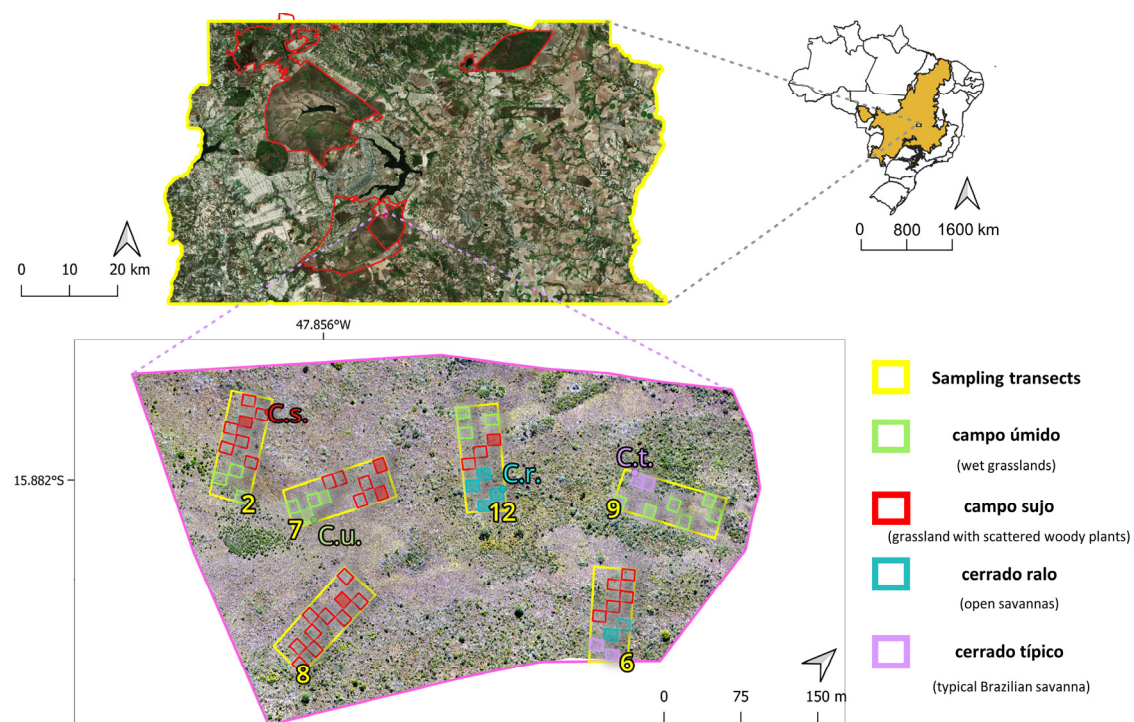 0 10 20 km
0 800 1600 km
47.856°W
15.882°S
C.s.
C.r.
C.t.
C.u.
2
7
12
9
8
6
0 75 150 m
Sampling transects
campo úmido
(wet grasslands)
campo sujo
(grassland with scattered woody plants)
cerrado ralo
(open savannas)
cerrado típico
(typical Brazilian savanna)